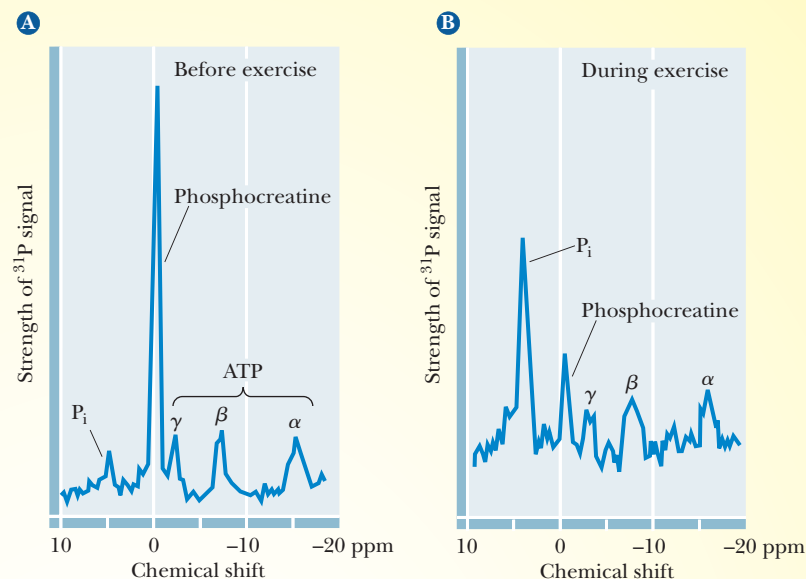 A
Before exercise
Phosphocreatine
Strength of ³¹P signal
ATP
Pi
γ
β
α
10
0
–10
–20 ppm
Chemical shift
B
During exercise
Pi
Phosphocreatine
Strength of ³¹P signal
γ
β
α
10
0
–10
–20 ppm
Chemical shift